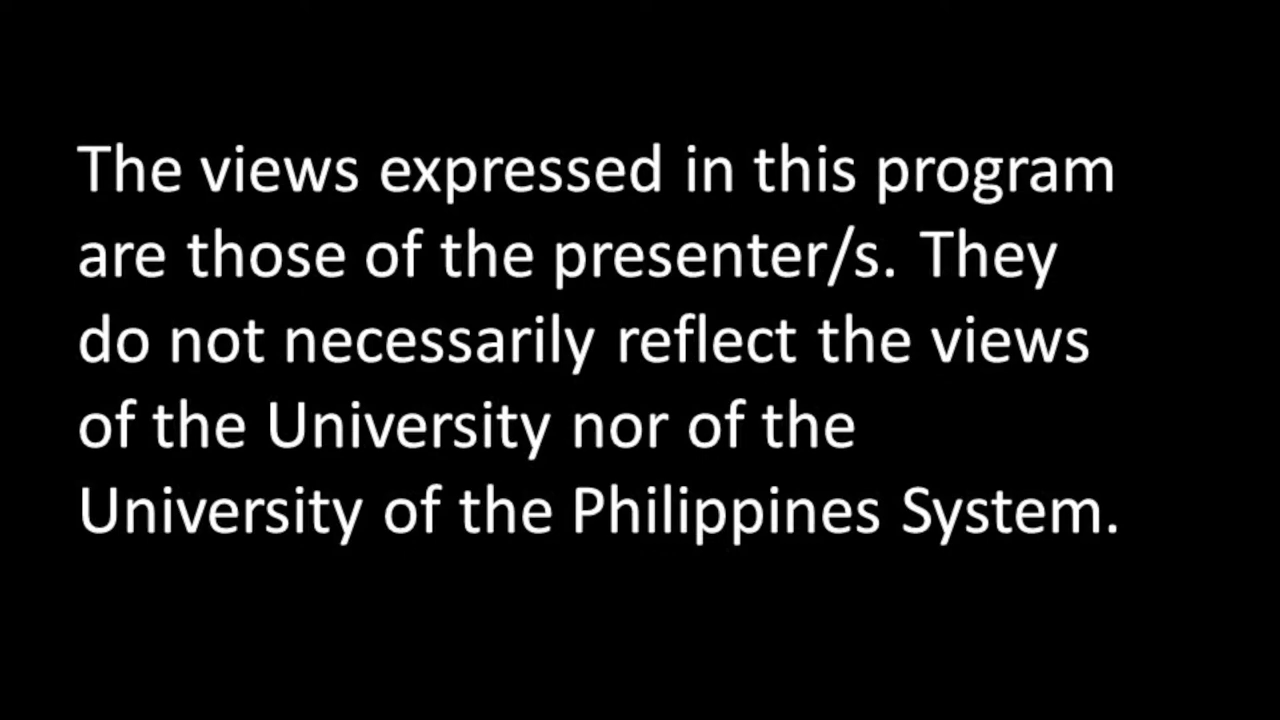 The views expressed in this program
are those of the presenter/s. They
do not necessarily reflect the views
of the University nor of the
University of the Philippines System.